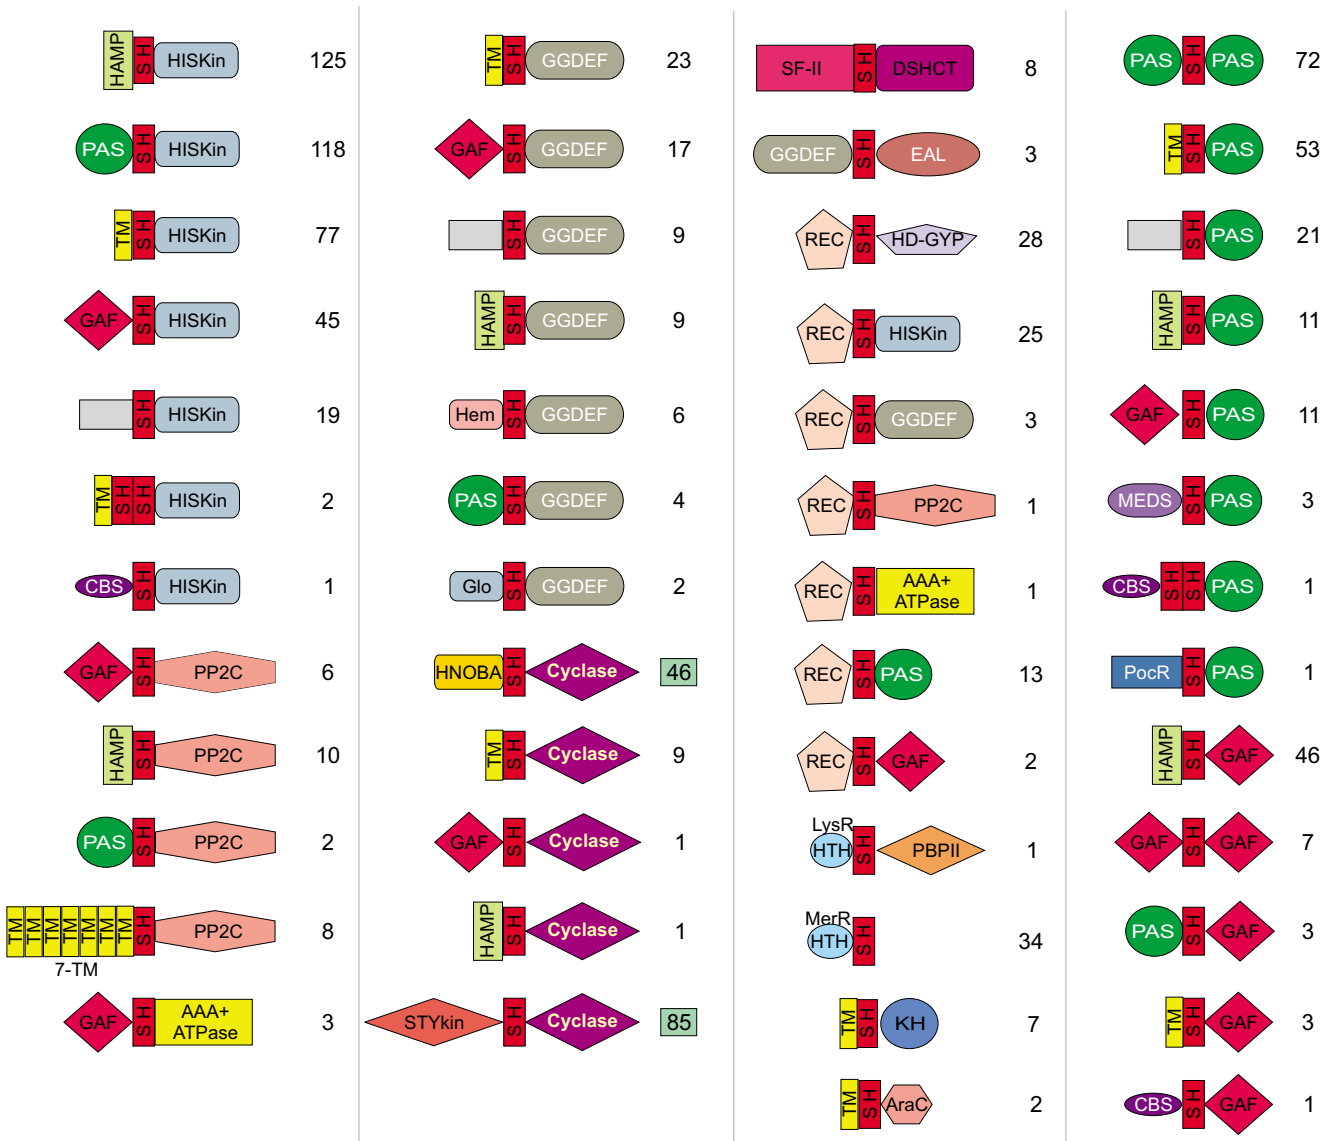 HAMP SH HISKin 125
PAS SH HISKin 118
TM SH HISKin 77
GAF SH HISKin 45
SH HISKin 19
TM SH SH HISKin 2
CBS SH HISKin 1
GAF SH PP2C 6
HAMP SH PP2C 10
PAS SH PP2C 2
TM TM TM TM TM TM TM SH PP2C 8
7-TM
GAF SH AAA+ 3
ATPase
TM SH GGDEF 23
GAF SH GGDEF 17
SH GGDEF 9
HAMP SH GGDEF 9
Hem SH GGDEF 6
PAS SH GGDEF 4
Glo SH GGDEF 2
HNOBA SH Cyclase 46
TM SH Cyclase 9
GAF SH Cyclase 1
HAMP SH Cyclase 1
STYkin SH Cyclase 85
SF-II SH DSHCT 8
GGDEF SH EAL 3
REC SH HD-GYP 28
REC SH HISKin 25
REC SH GGDEF 3
REC SH PP2C 1
REC SH AAA+ 1
ATPase
REC SH PAS 13
REC SH GAF 2
LysR
HTH SH PBPII 1
MerR
HTH SH 34
TM SH KH 7
TM SH AraC 2
PAS SH PAS 72
TM SH PAS 53
SH PAS 21
HAMP SH PAS 11
GAF SH PAS 11
MEDS SH PAS 3
CBS SH SH PAS 1
PocR SH PAS 1
HAMP SH GAF 46
GAF SH GAF 7
PAS SH GAF 3
TM SH GAF 3
CBS SH GAF 1